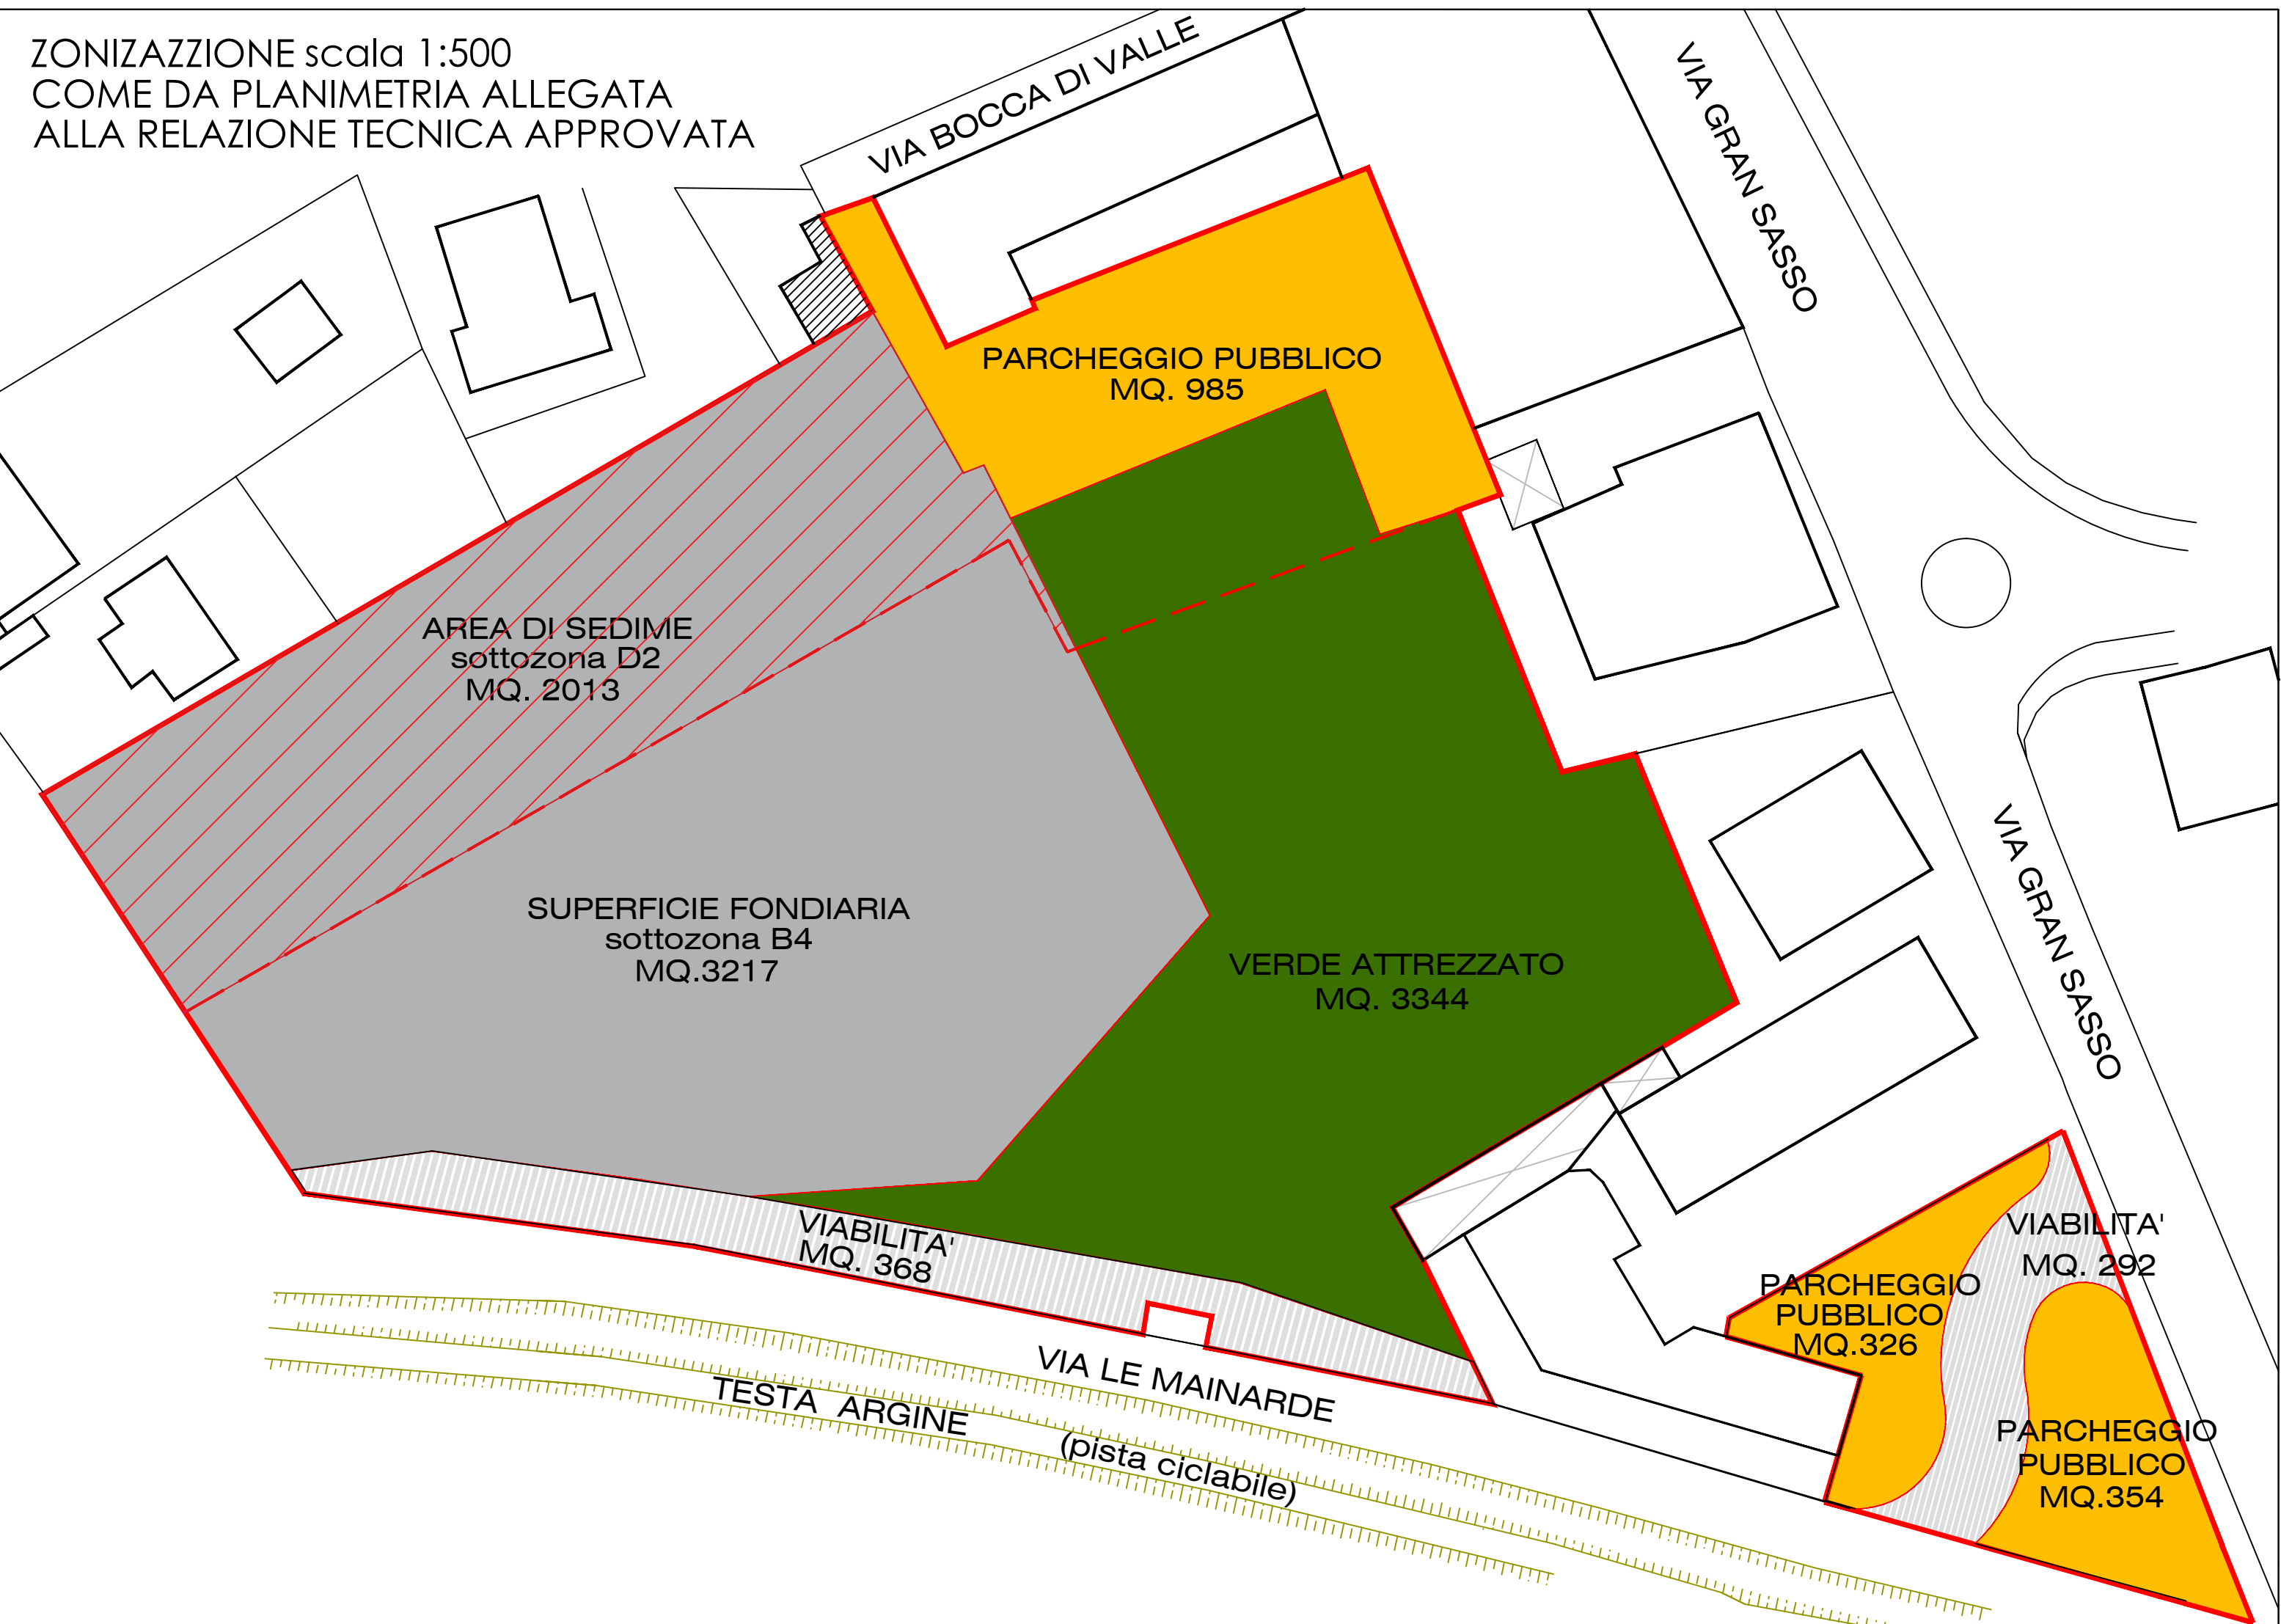 ZONIZAZZIONE scala 1:500
COME DA PLANIMETRIA ALLEGATA
ALLA RELAZIONE TECNICA APPROVATA
VIA BOCCA DI VALLE
VIA GRAN SASSO
PARCHEGGIO PUBBLICO
MQ. 985
AREA DI SEDIME
sottozona D2
MQ. 2013
SUPERFICIE FONDIARIA
sottozona B4
MQ.3217
VERDE ATTREZZATO
MQ. 3344
VIA GRAN SASSO
VIABILITA'
MQ. 368
VIABILITA'
MQ. 292
PARCHEGGIO
PUBBLICO
MQ.326
PARCHEGGIO
PUBBLICO
MQ.354
VIA LE MAINARDE
TESTA ARGINE
(pista ciclabile)